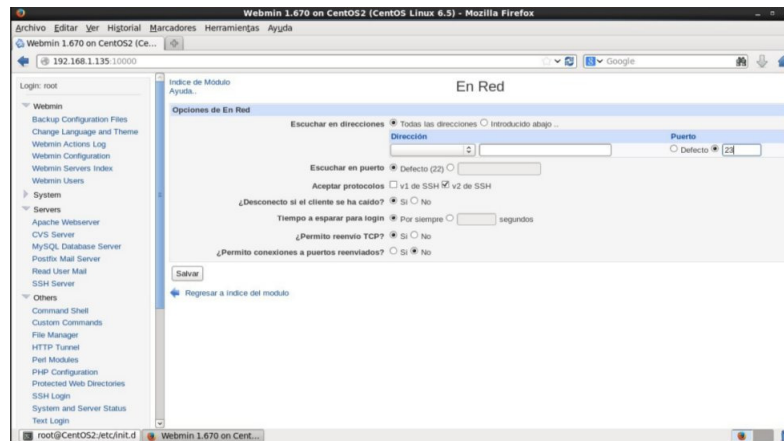 Webmin 1.670 on CentOS2 (CentOS Linux 6.5) - Mozilla Firefox
Archivo Editar Ver Historial Marcadores Herramientas Ayuda
Webmin 1.670 on CentOS2 (Ce...
192.168.1.135:10000
Google
Login: root
Webmin
Backup Configuration Files
Change Language and Theme
Webmin Actions Log
Webmin Configuration
Webmin Servers Index
Webmin Users
System
Servers
Apache Webserver
CVS Server
MySQL Database Server
Postfix Mail Server
Read User Mail
SSH Server
Others
Command Shell
Custom Commands
File Manager
HTTP Tunnel
Perl Modules
PHP Configuration
Protected Web Directories
SSH Login
System and Server Status
Text Login
Indice de Módulo
Ayuda..
En Red
Opciones de En Red
Escuchar en direcciones Todas las direcciones Introducido abajo ..
Dirección Puerto
Defecto 23
Escuchar en puerto Defecto (22)
Aceptar protocolos v1 de SSH v2 de SSH
¿Desconecto si el cliente se ha caído? Si No
Tiempo a esparar para login Por siempre segundos
¿Permito reenvío TCP? Si No
¿Permito conexiones a puertos reenviados? Si No
Salvar
Regresar a índice del modulo
root@CentOS2:/etc/init.d
Webmin 1.670 on Cent...